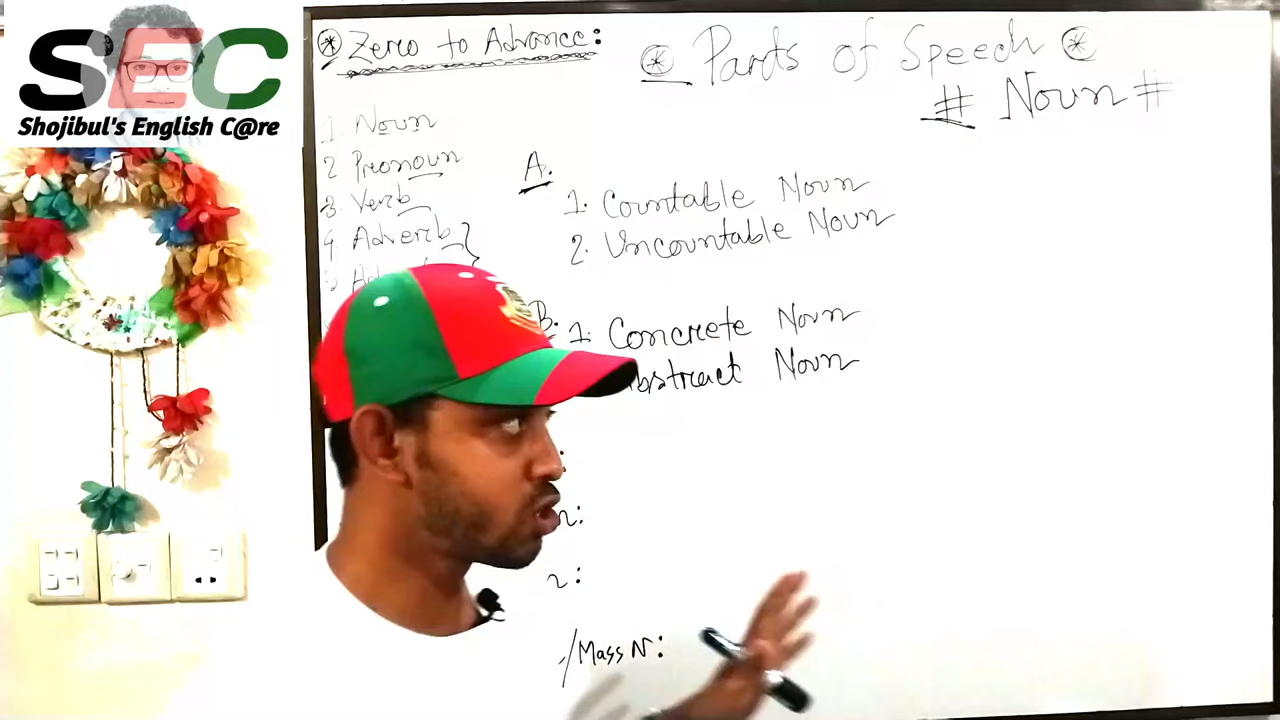 SEC
Shojibul's English C@re
Zero to Advance:
1. Noun
2 Pronoun
3. Verb
4. Adverb
Parts of Speech
# Noun #
A.
1. Countable Noun
2. Uncountable Noun
B:
1. Concrete Noun
Noun
/Mass N: